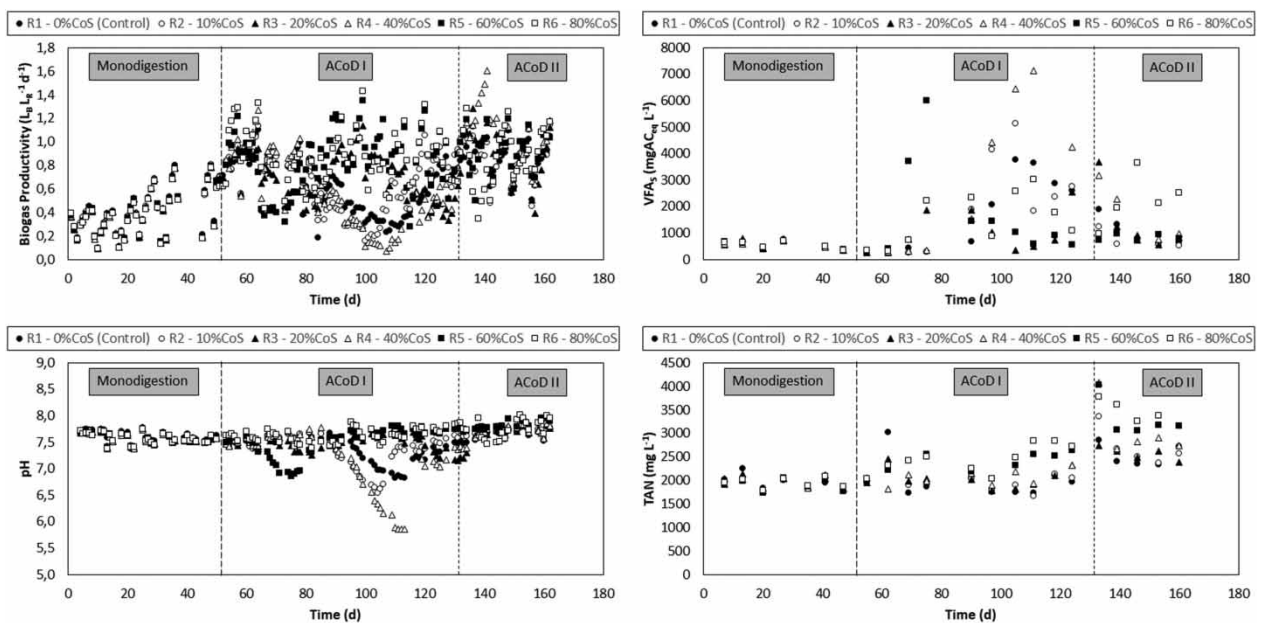 ● R1 - 0%CoS (Control) ○ R2 - 10%CoS ▲ R3 - 20%CoS △ R4 - 40%CoS ■ R5 - 60%CoS □ R6 - 80%CoS
Biogas Productivity (L_B L_R^-1 d^-1)
1,8
1,6
1,4
1,2
1,0
0,8
0,6
0,4
0,2
0,0
Monodigestion
ACoD I
ACoD II
0 20 40 60 80 100 120 140 160 180
Time (d)
● R1 - 0%CoS (Control) ○ R2 - 10%CoS ▲ R3 - 20%CoS △ R4 - 40%CoS ■ R5 - 60%CoS □ R6 - 80%CoS
VFA_S (mgAC_eq L^-1)
8000
7000
6000
5000
4000
3000
2000
1000
0
Monodigestion
ACoD I
ACoD II
0 20 40 60 80 100 120 140 160 180
Time (d)
● R1 - 0%CoS (Control) ○ R2 - 10%CoS ▲ R3 - 20%CoS △ R4 - 40%CoS ■ R5 - 60%CoS □ R6 - 80%CoS
pH
9,0
8,5
8,0
7,5
7,0
6,5
6,0
5,5
5,0
Monodigestion
ACoD I
ACoD II
0 20 40 60 80 100 120 140 160 180
Time (d)
● R1 - 0%CoS (Control) ○ R2 - 10%CoS ▲ R3 - 20%CoS △ R4 - 40%CoS ■ R5 - 60%CoS □ R6 - 80%CoS
TAN (mg L^-1)
4500
4000
3500
3000
2500
2000
1500
1000
500
0
Monodigestion
ACoD I
ACoD II
0 20 40 60 80 100 120 140 160 180
Time (d)